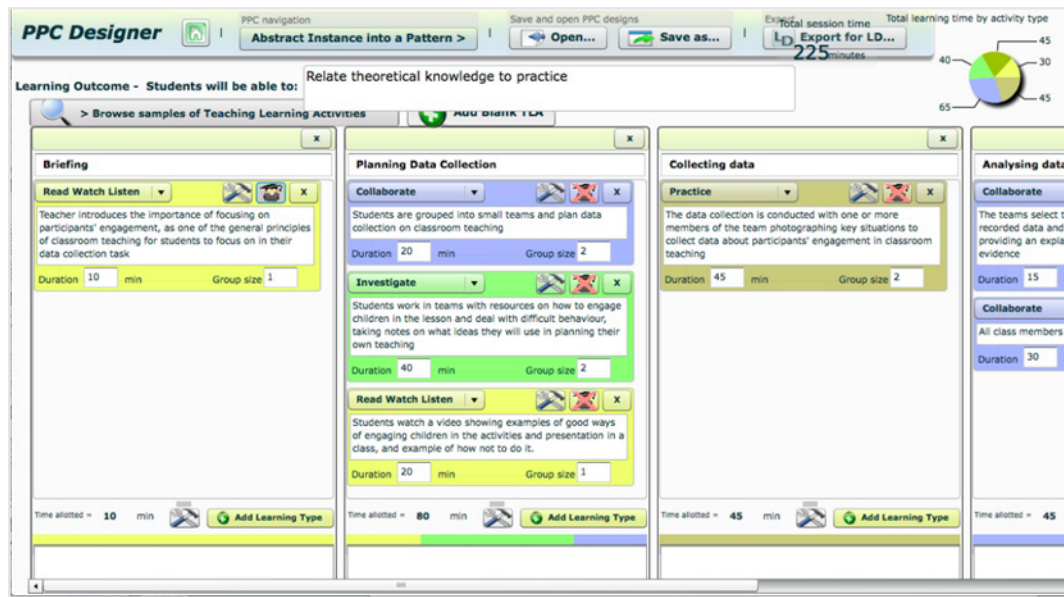 PPC Designer
PPC navigation
Abstract Instance into a Pattern >
Save and open PPC designs
Open...
Save as...
Export for LD...
Total session time
225 minutes
Total learning time by activity type
45
30
45
65
40
Learning Outcome - Students will be able to:
Relate theoretical knowledge to practice
> Browse samples of Teaching Learning Activities
Add Blank TLA
x
Briefing
Read Watch Listen
x
Teacher introduces the importance of focusing on
participants' engagement, as one of the general principles
of classroom teaching for students to focus on in their
data collection task
Duration 10 min Group size 1
Time allotted = 10 min
Add Learning Type
x
Planning Data Collection
Collaborate
x
Students are grouped into small teams and plan data
collection on classroom teaching
Duration 20 min Group size 2
Investigate
x
Students work in teams with resources on how to engage
children in the lesson and deal with difficult behaviour,
taking notes on what ideas they will use in planning their
own teaching
Duration 40 min Group size 2
Read Watch Listen
x
Students watch a video showing examples of good ways
of engaging children in the activities and presentation in a
class, and example of how not to do it.
Duration 20 min Group size 1
Time allotted = 80 min
Add Learning Type
x
Collecting data
Practice
x
The data collection is conducted with one or more
members of the team photographing key situations to
collect data about participants' engagement in classroom
teaching
Duration 45 min Group size 2
Time allotted = 45 min
Add Learning Type
Analysing data
Collaborate
The teams select
recorded data and
providing an
evidence
Duration 15
Collaborate
All class members
Duration 30
Time allotted = 45